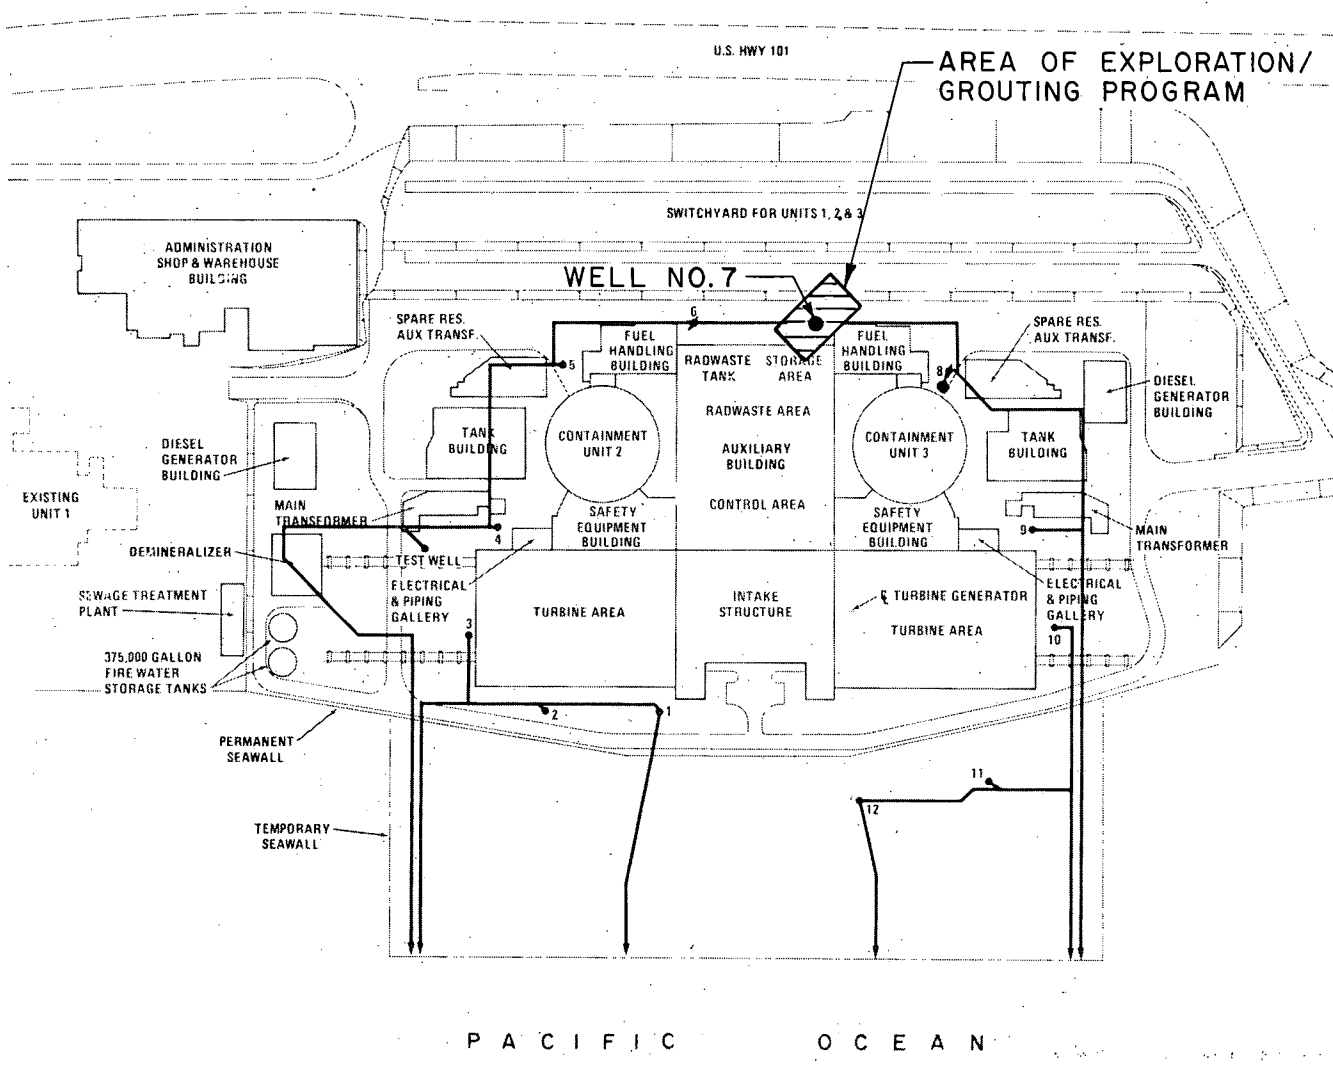 U.S. HWY 101
AREA OF EXPLORATION/
GROUTING PROGRAM
SWITCHYARD FOR UNITS 1, 2 & 3
ADMINISTRATION
SHOP & WAREHOUSE
BUILDING
WELL NO. 7
6
SPARE RES.
AUX TRANSF.
SPARE RES.
AUX TRANSF.
FUEL
HANDLING
BUILDING
RADWASTE
TANK
STORAGE
AREA
FUEL
HANDLING
BUILDING
5
8
DIESEL
GENERATOR
BUILDING
RADWASTE AREA
TANK
BUILDING
CONTAINMENT
UNIT 2
AUXILIARY
BUILDING
CONTAINMENT
UNIT 3
TANK
BUILDING
DIESEL
GENERATOR
BUILDING
EXISTING
UNIT 1
MAIN
TRANSFORMER
CONTROL AREA
SAFETY
EQUIPMENT
BUILDING
SAFETY
EQUIPMENT
BUILDING
4
9
MAIN
TRANSFORMER
DEMINERALIZER
TEST WELL
ELECTRICAL
& PIPING
GALLERY
ELECTRICAL
& PIPING
GALLERY
SEWAGE TREATMENT
PLANT
TURBINE AREA
INTAKE
STRUCTURE
℄ TURBINE GENERATOR
TURBINE AREA
3
10
375,000 GALLON
FIRE WATER
STORAGE TANKS
2
1
PERMANENT
SEAWALL
11
12
TEMPORARY
SEAWALL
PACIFIC OCEAN